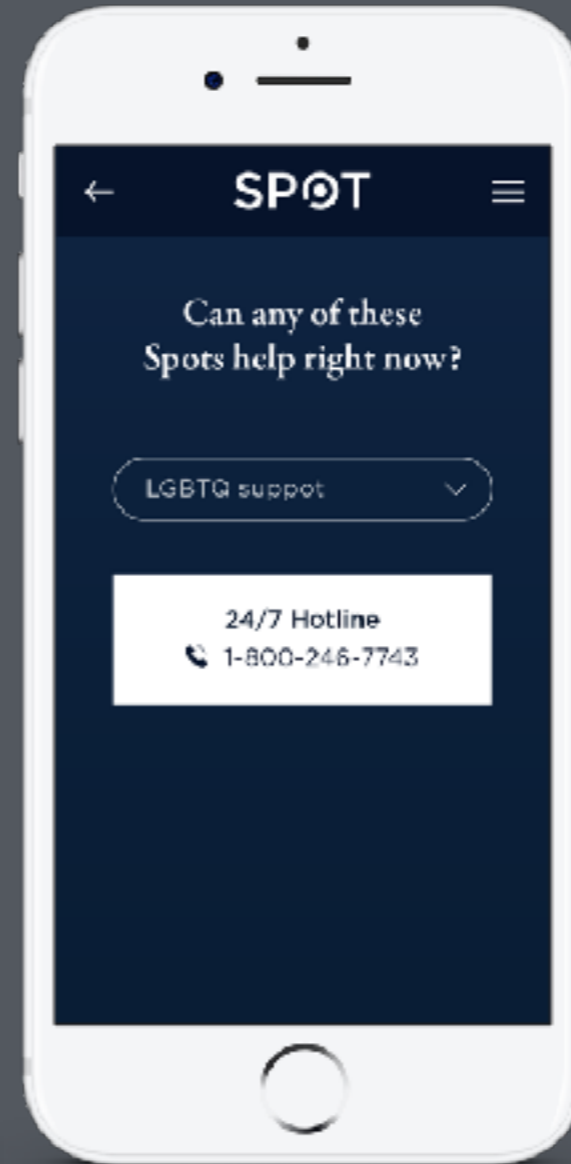 SPOT
Can any of these
Spots help right now?
LGBTQ suppot
24/7 Hotline
1-800-246-7743